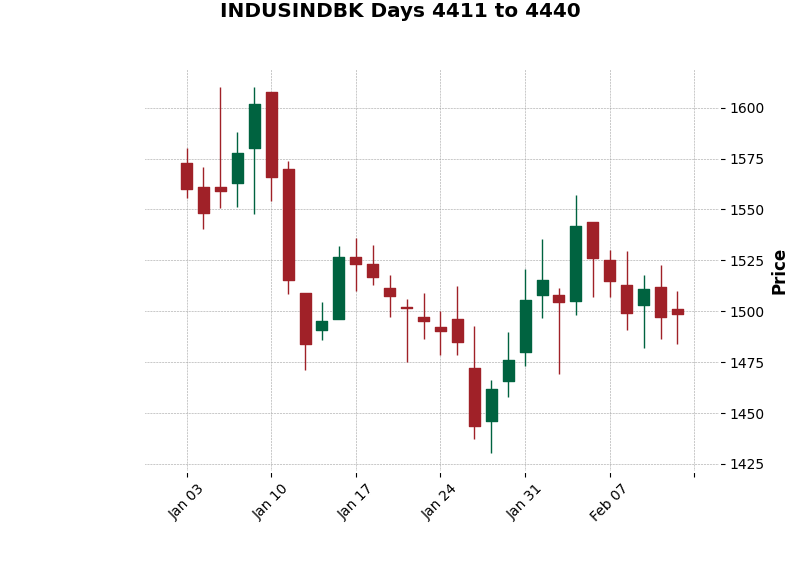 INDUSINDBK Days 4411 to 4440
1600
1575
1550
1525
1500
1475
1450
1425
Price
Jan 03
Jan 10
Jan 17
Jan 24
Jan 31
Feb 07